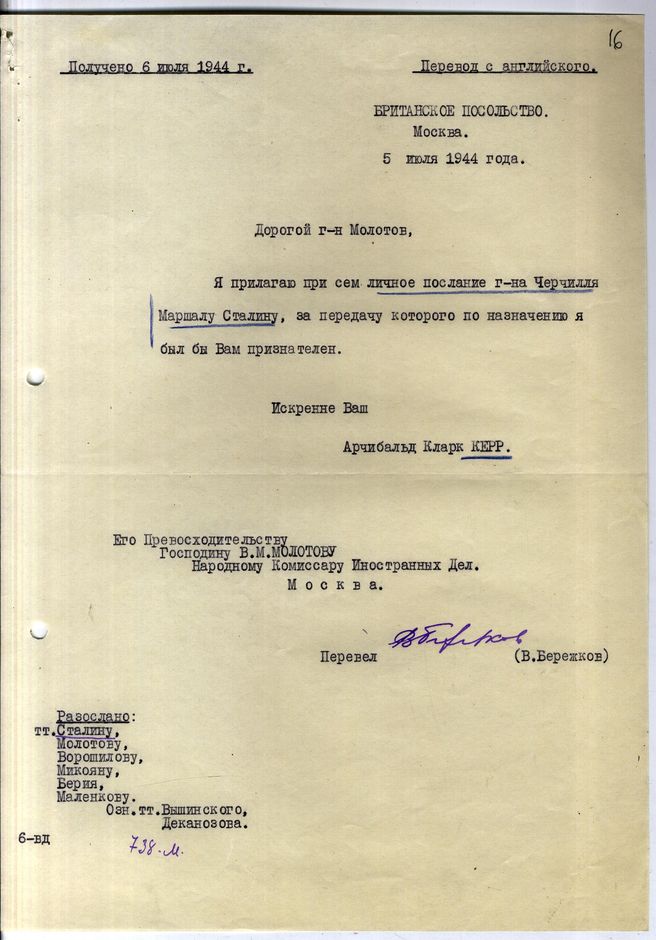 16
Получено 6 июля 1944 г.
Перевод с английского.
БРИТАНСКОЕ ПОСОЛЬСТВО.
Москва.
5 июля 1944 года.
Дорогой г-н Молотов,
Я прилагаю при сем личное послание г-на Черчилля
Маршалу Сталину, за передачу которого по назначению я
был бы Вам признателен.
Искренне Ваш
Арчибальд Кларк КЕРР.
Его Превосходительству
Господину В.М.МОЛОТОВУ
Народному Комиссару Иностранных Дел.
Москва.
Перевел
ВБережков
(В.Бережков)
Разослано:
тт.Сталину,
Молотову,
Ворошилову,
Микояну,
Берия,
Маленкову.
Озн.тт.Вышинского,
Деканозова.
6-вд
738-м.